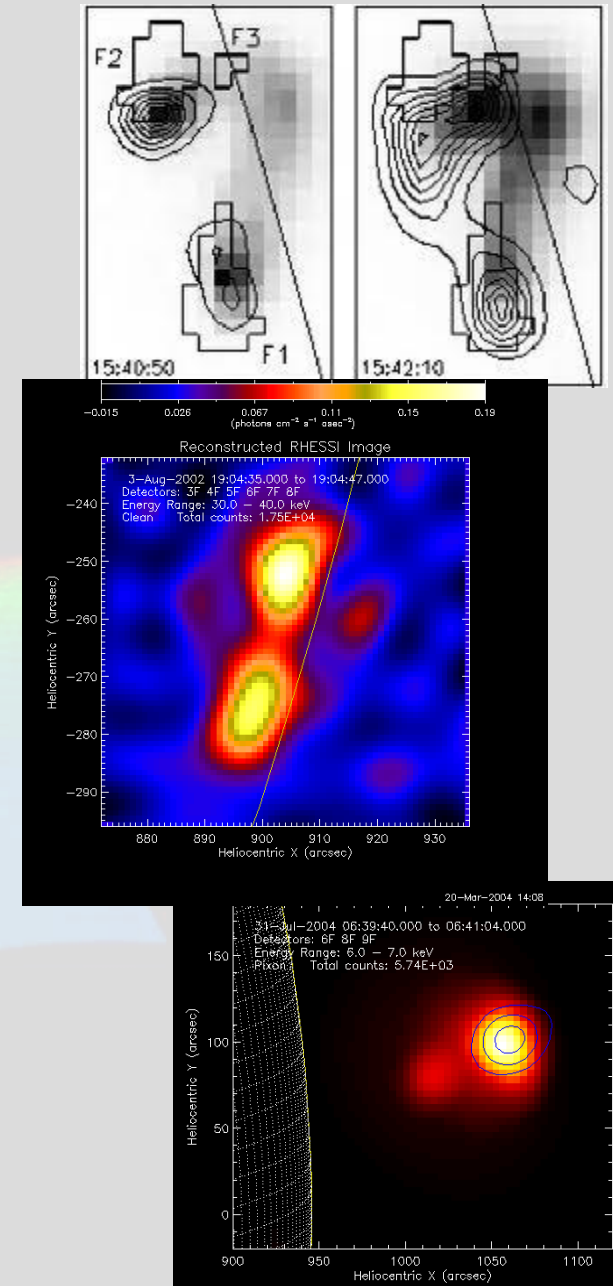 F2
F3
F1
15:40:50
15:42:10
-0.015 0.026 0.067 0.11 0.15 0.19
(photons cm⁻² s⁻¹ asec⁻²)
Reconstructed RHESSI Image
3-Aug-2002 19:04:35.000 to 19:04:47.000
Detectors: 3F 4F 5F 6F 7F 8F
Energy Range: 30.0 - 40.0 keV
Clean Total counts: 1.75E+04
-240
-250
-260
-270
-280
-290
Heliocentric Y (arcsec)
880 890 900 910 920 930
Heliocentric X (arcsec)
20-Mar-2004 14:08
31-Jul-2004 06:39:40.000 to 06:41:04.000
Detectors: 6F 8F 9F
Energy Range: 6.0 - 7.0 keV
Pixon Total counts: 5.74E+03
150
100
50
0
Heliocentric Y (arcsec)
900 950 1000 1050 1100
Heliocentric X (arcsec)